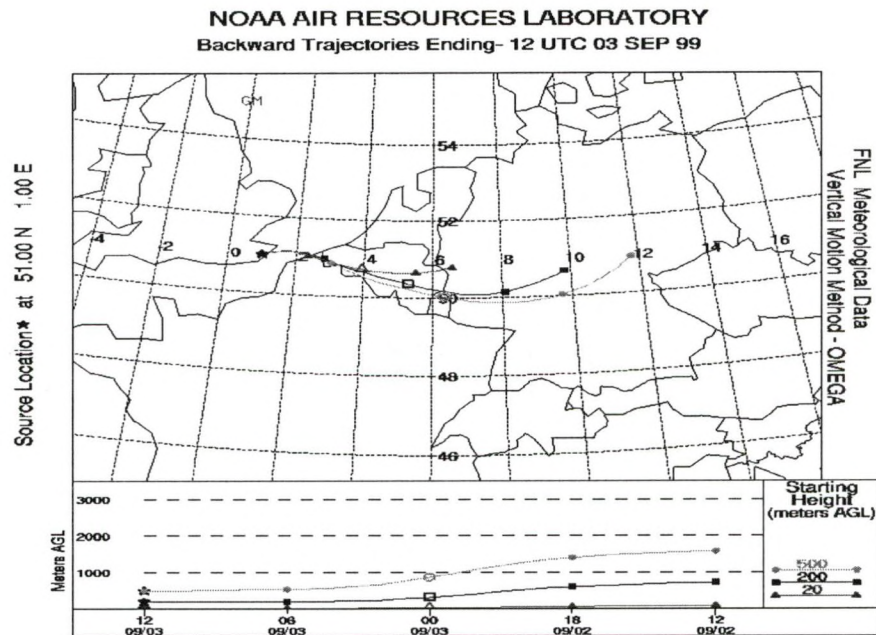 NOAA AIR RESOURCES LABORATORY
Backward Trajectories Ending- 12 UTC 03 SEP 99
Source Location★ at 51.00 N 1.00 E
GM
54
52
-4 -2 0 2 4 6 8 10 12 14 16
50
48
46
FNL Meteorological Data
Vertical Motion Method - OMEGA
Meters AGL
3000
2000
1000
Starting
Height
(meters AGL)
500
200
20
12 06 00 18 12
09/03 09/03 09/03 09/02 09/02